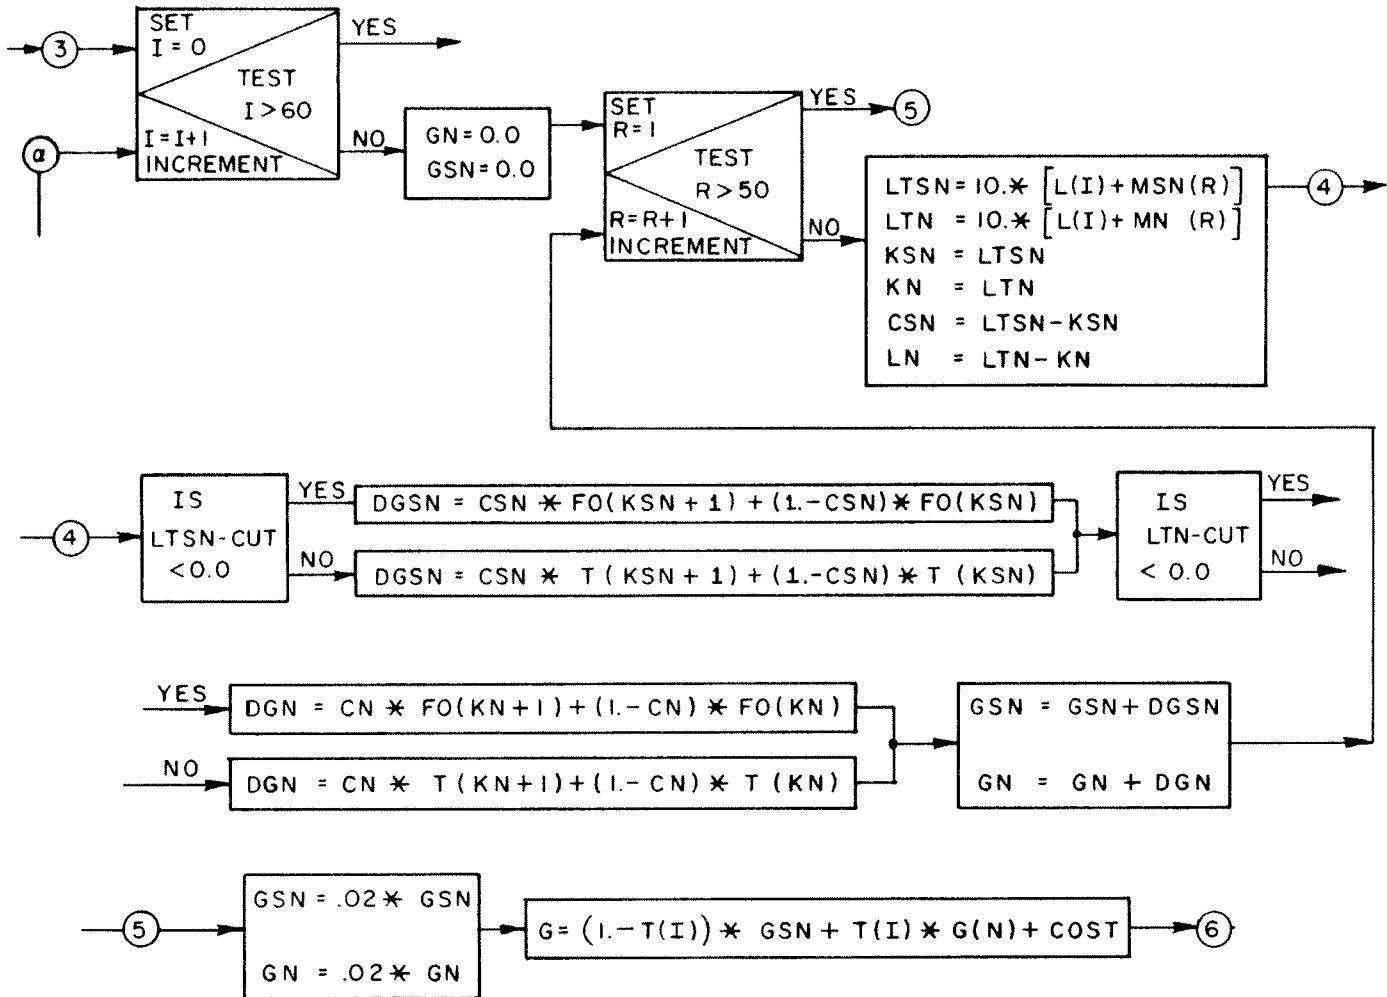 3
SET
I = 0
YES
TEST
I > 60
a
I = I+1
INCREMENT
NO
GN = 0.0
GSN = 0.0
SET
R = 1
YES
5
TEST
R > 50
R = R+1
INCREMENT
NO
LTSN = 10.* [L(I) + MSN(R)]
LTN = 10.* [L(I) + MN (R)]
KSN = LTSN
KN = LTN
CSN = LTSN-KSN
LN = LTN-KN
4
4
IS
LTSN-CUT
<0.0
YES
DGSN = CSN * FO(KSN + 1) + (1.-CSN)* FO(KSN)
NO
DGSN = CSN * T (KSN + 1) + (1.-CSN) * T (KSN)
IS
LTN-CUT
< 0.0
YES
NO
YES
DGN = CN * FO(KN+1) + (1.- CN) * FO(KN)
NO
DGN = CN * T (KN+1)+(1.- CN) * T (KN)
GSN = GSN + DGSN
GN = GN + DGN
5
GSN = .02 * GSN
GN = .02 * GN
G = (1.-T(I)) * GSN + T(I) * G(N) + COST
6